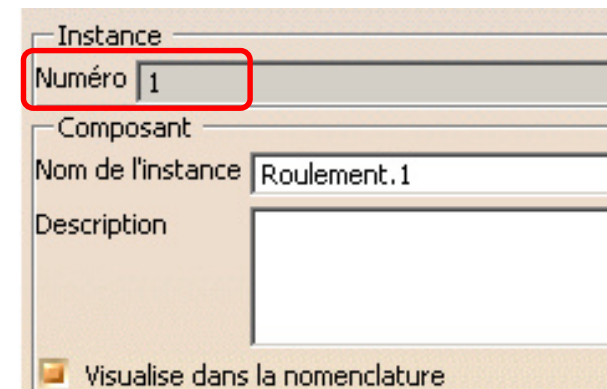 Instance
Numéro 1
Composant
Nom de l'instance Roulement.1
Description
Visualise dans la nomenclature